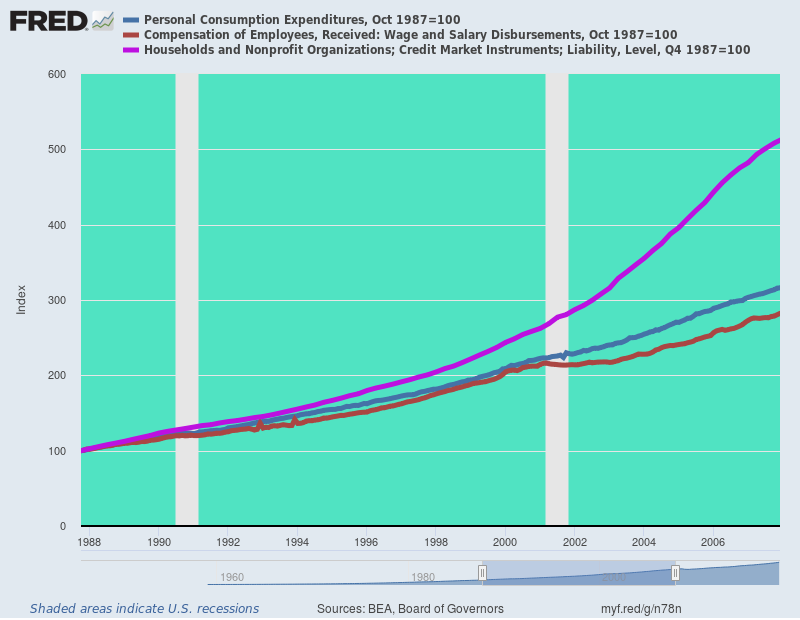 FRED
Personal Consumption Expenditures, Oct 1987=100
Compensation of Employees, Received: Wage and Salary Disbursements, Oct 1987=100
Households and Nonprofit Organizations; Credit Market Instruments; Liability, Level, Q4 1987=100
600
500
400
300
200
100
0
Index
1988 1990 1992 1994 1996 1998 2000 2002 2004 2006
1960 1980 2000
Shaded areas indicate U.S. recessions Sources: BEA, Board of Governors myf.red/g/n78n